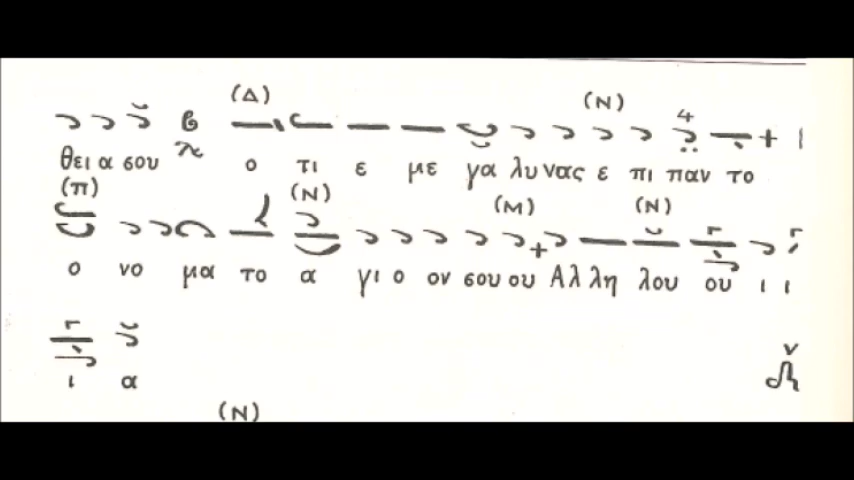 (Δ) (Ν) 4
θει α σου ο τι ε με γα λυ νας ε πι παν το
(π) (Ν) (Μ) (Ν)
ο νο μα το α γι ο ον σου ου Αλ λη λου ου ι ι
ν
ι α
(Ν)